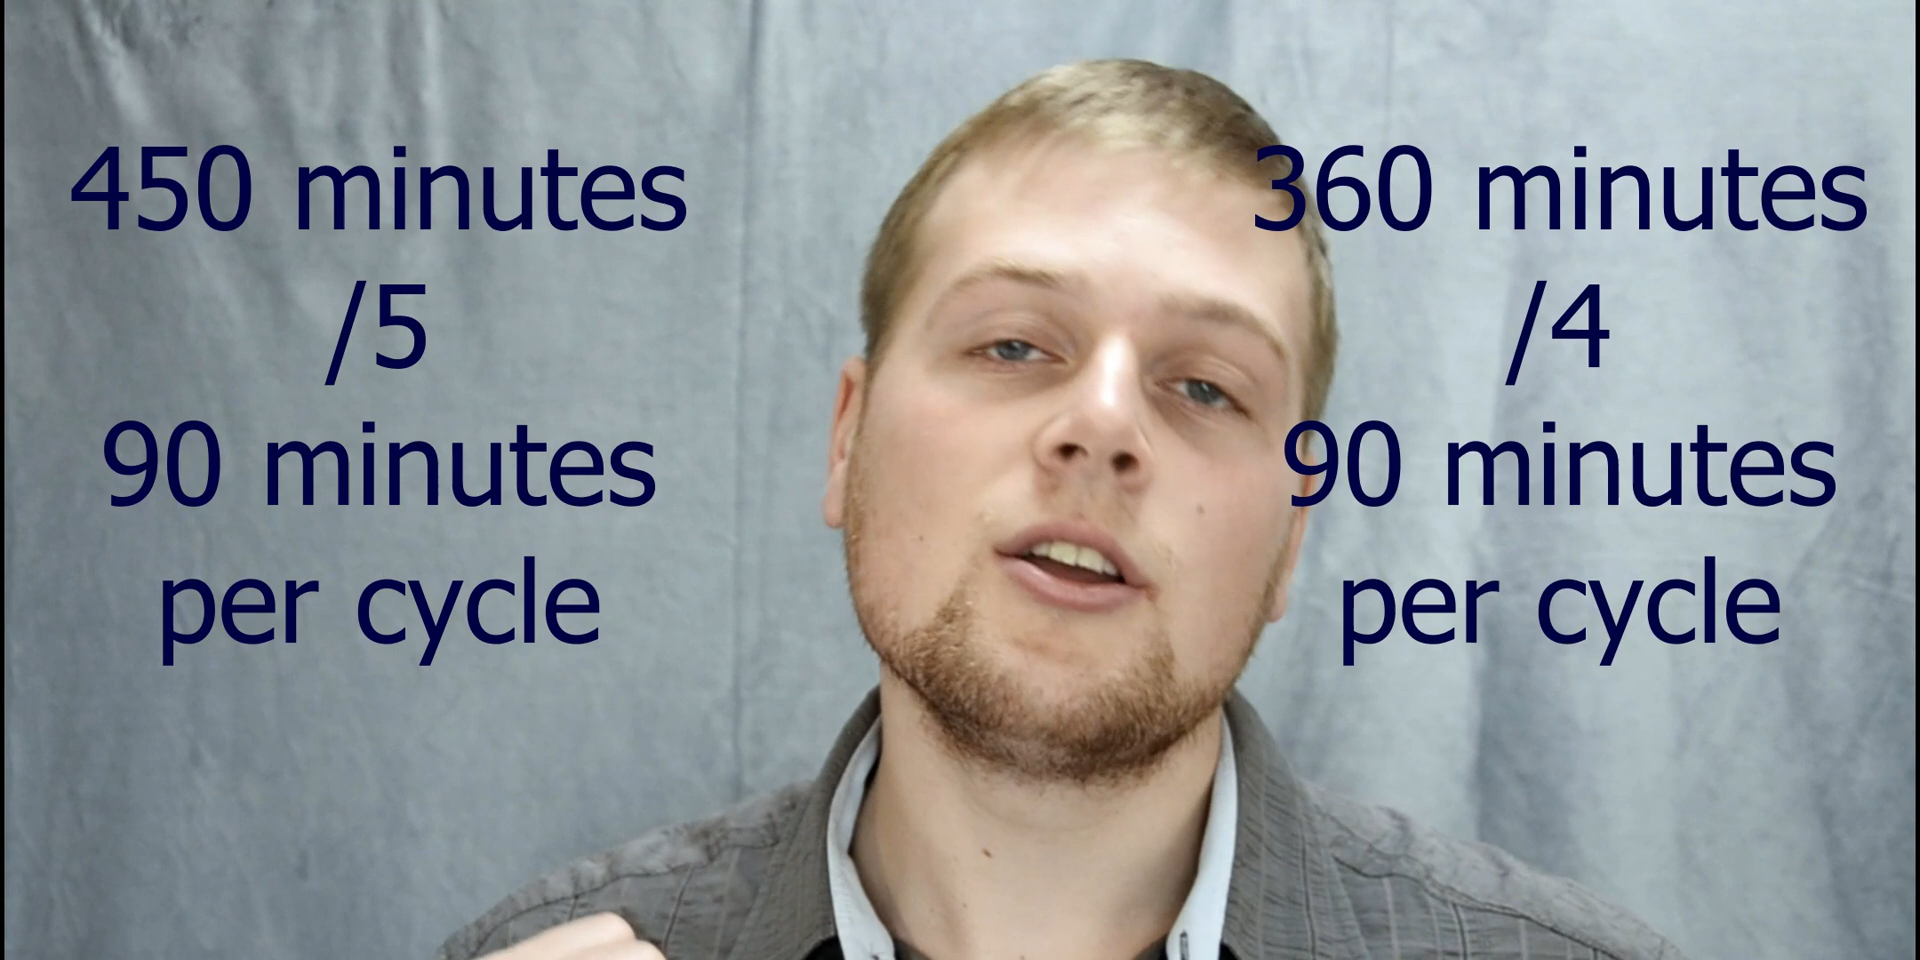 450 minutes
/5
90 minutes
per cycle
360 minutes
/4
90 minutes
per cycle